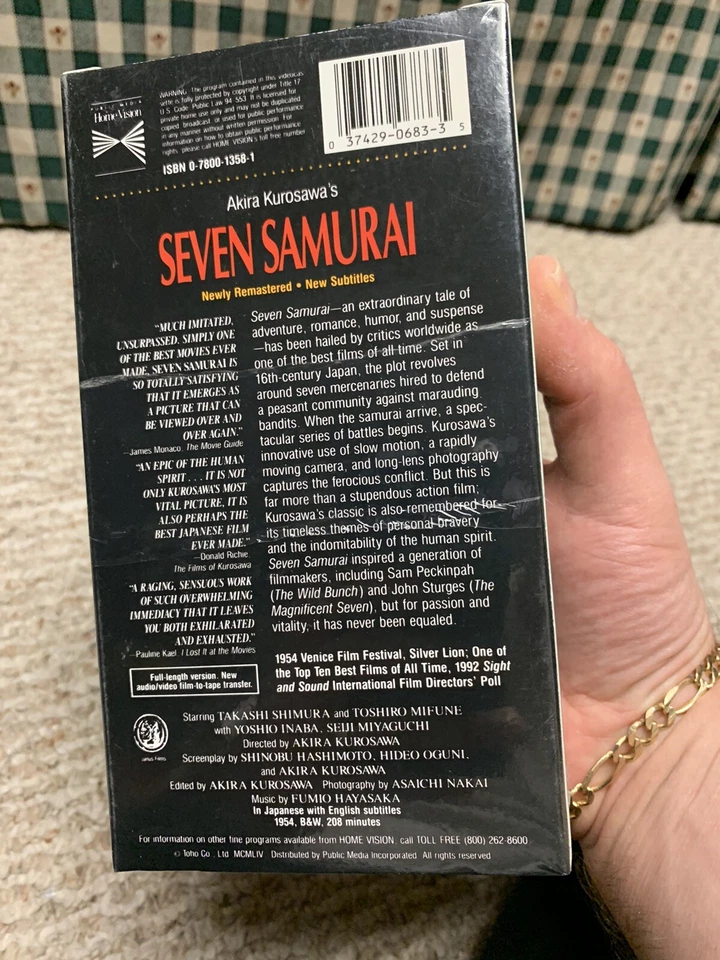 PUBLIC MEDIA
Home Vision
WARNING: The program contained in this videocas-
sette is fully protected by copyright under Title 17
U.S. Code, Public Law 94-553. It is licensed for
private home use only and may not be duplicated
copied, broadcast or used for public performance
in any manner without written permission. For
information on how to obtain public performance
rights, please call HOME VISION's toll free number
ISBN 0-7800-1358-1
0 37429-0683-3 5
Akira Kurosawa's
SEVEN SAMURAI
Newly Remastered • New Subtitles
"MUCH IMITATED,
UNSURPASSED. SIMPLY ONE
OF THE BEST MOVIES EVER
MADE, SEVEN SAMURAI IS
SO TOTALLY SATISFYING
THAT IT EMERGES AS
A PICTURE THAT CAN
BE VIEWED OVER AND
OVER AGAIN."
—James Monaco, The Movie Guide
"AN EPIC OF THE HUMAN
SPIRIT . . . IT IS NOT
ONLY KUROSAWA'S MOST
VITAL PICTURE, IT IS
ALSO PERHAPS THE
BEST JAPANESE FILM
EVER MADE."
—Donald Richie
The Films of Kurosawa
"A RAGING, SENSUOUS WORK
OF SUCH OVERWHELMING
IMMEDIACY THAT IT LEAVES
YOU BOTH EXHILARATED
AND EXHAUSTED."
—Pauline Kael, I Lost It at the Movies
Full-length version. New
audio/video film-to-tape transfer.
Seven Samurai—an extraordinary tale of
adventure, romance, humor, and suspense
—has been hailed by critics worldwide as
one of the best films of all time. Set in
16th-century Japan, the plot revolves
around seven mercenaries hired to defend
a peasant community against marauding
bandits. When the samurai arrive, a spec-
tacular series of battles begins. Kurosawa's
innovative use of slow motion, a rapidly
moving camera, and long-lens photography
captures the ferocious conflict. But this is
far more than a stupendous action film;
Kurosawa's classic is also remembered for
its timeless themes of personal bravery
and the indomitability of the human spirit.
Seven Samurai inspired a generation of
filmmakers, including Sam Peckinpah
(The Wild Bunch) and John Sturges (The
Magnificent Seven), but for passion and
vitality, it has never been equaled.
1954 Venice Film Festival, Silver Lion; One of
the Top Ten Best Films of All Time, 1992 Sight
and Sound International Film Directors' Poll
Janus Films
Starring TAKASHI SHIMURA and TOSHIRO MIFUNE
with YOSHIO INABA, SEIJI MIYAGUCHI
Directed by AKIRA KUROSAWA
Screenplay by SHINOBU HASHIMOTO, HIDEO OGUNI,
and AKIRA KUROSAWA
Edited by AKIRA KUROSAWA Photography by ASAICHI NAKAI
Music by FUMIO HAYASAKA
In Japanese with English subtitles
1954, B&W, 208 minutes
For information on other fine programs available from HOME VISION, call TOLL FREE (800) 262-8600
© Toho Co., Ltd. MCMLIV Distributed by Public Media Incorporated All rights reserved